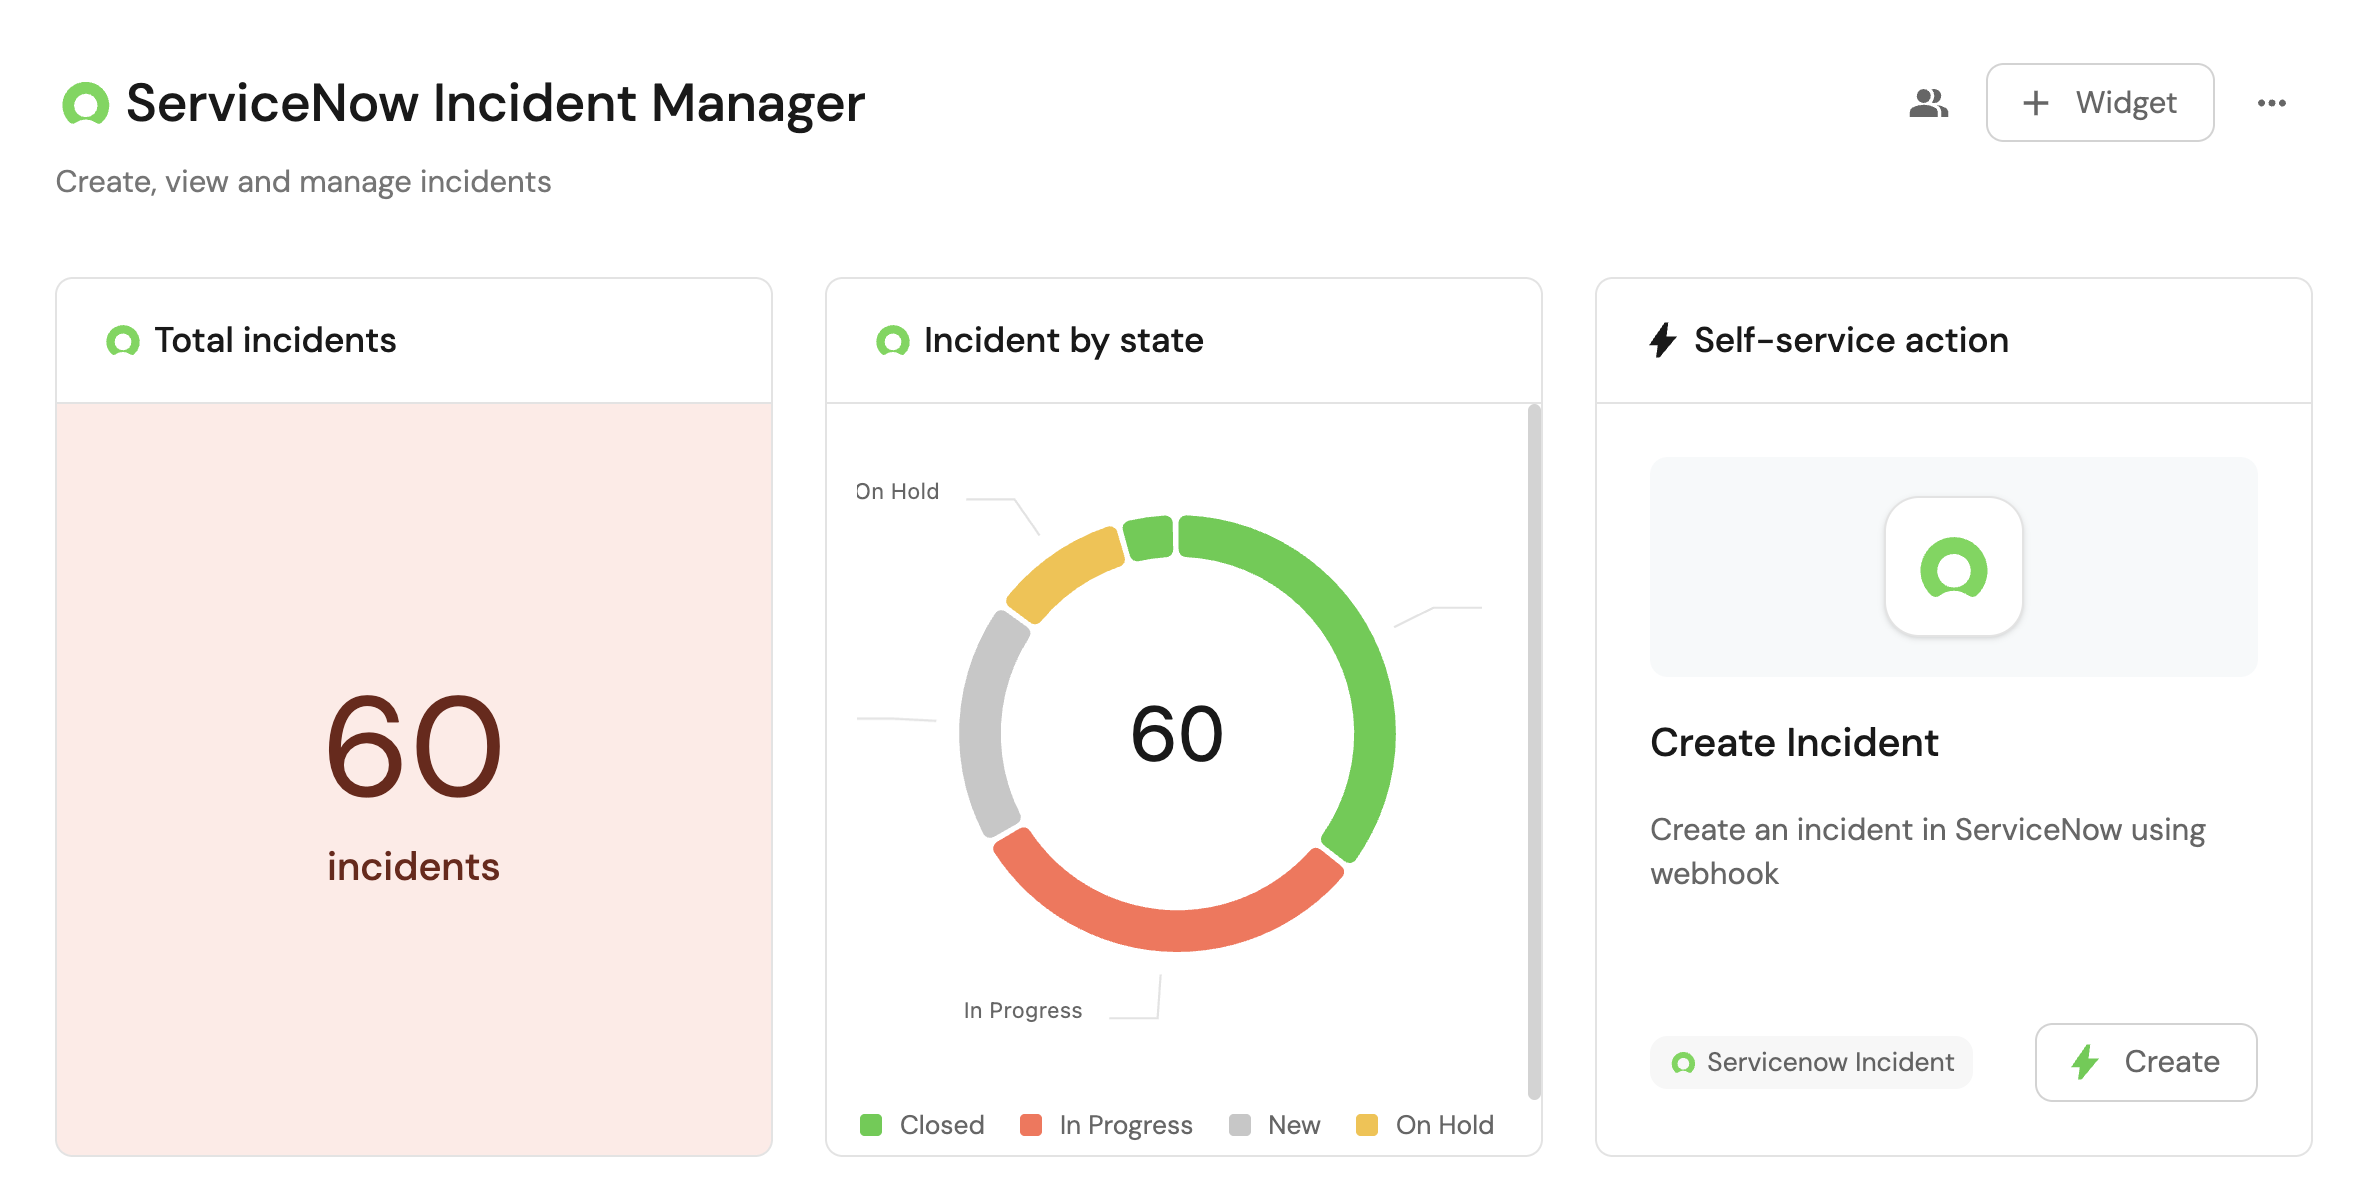 ServiceNow Incident Manager
Widget
Create, view and manage incidents
Total incidents
60
incidents
Incident by state
On Hold
60
In Progress
Closed
In Progress
New
On Hold
Self-service action
Create Incident
Create an incident in ServiceNow using
webhook
Servicenow Incident
Create